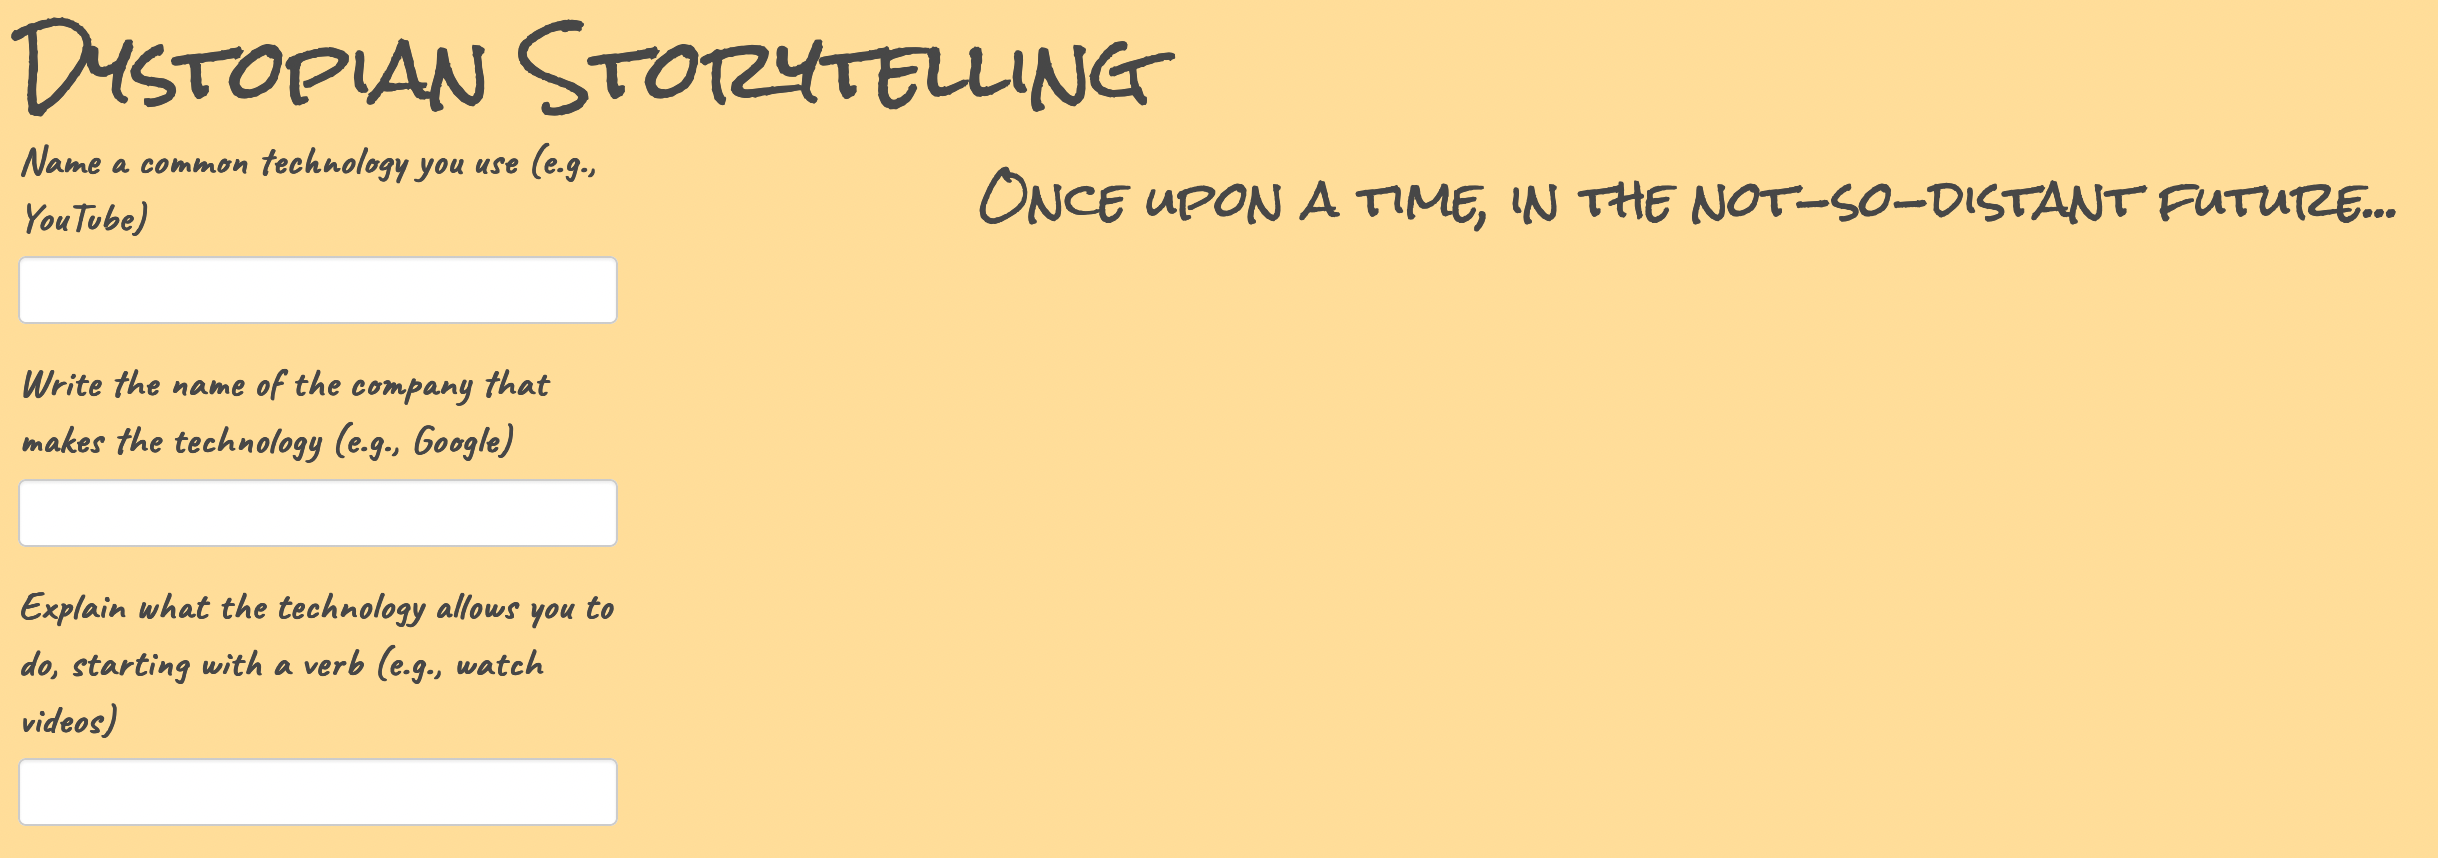 Dystopian Storytelling
Name a common technology you use (e.g.,
YouTube)
Write the name of the company that
makes the technology (e.g., Google)
Explain what the technology allows you to
do, starting with a verb (e.g., watch
videos)
Once upon a time, in the not-so-distant future...